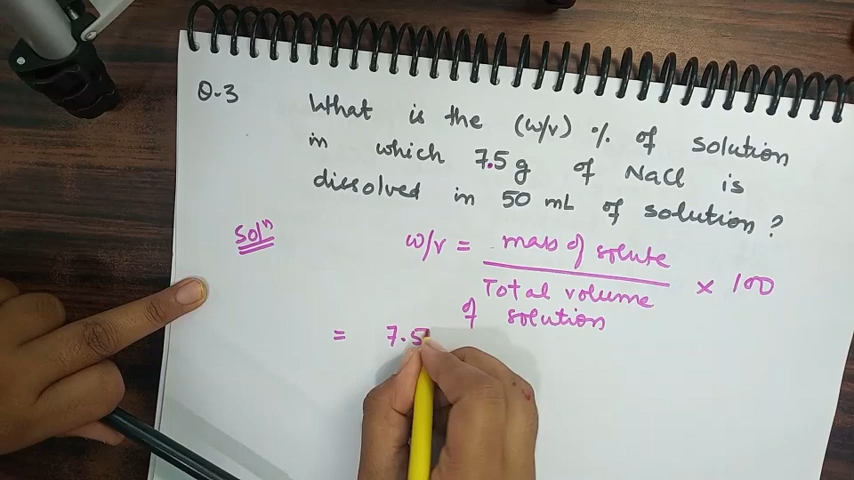 Q.3 What is the (w/v) % of solution
in which 7.5 g of NaCl is
dissolved in 50 mL of solution?
Solⁿ w/v = mass of solute
Total volume × 100
of solution
= 7.5